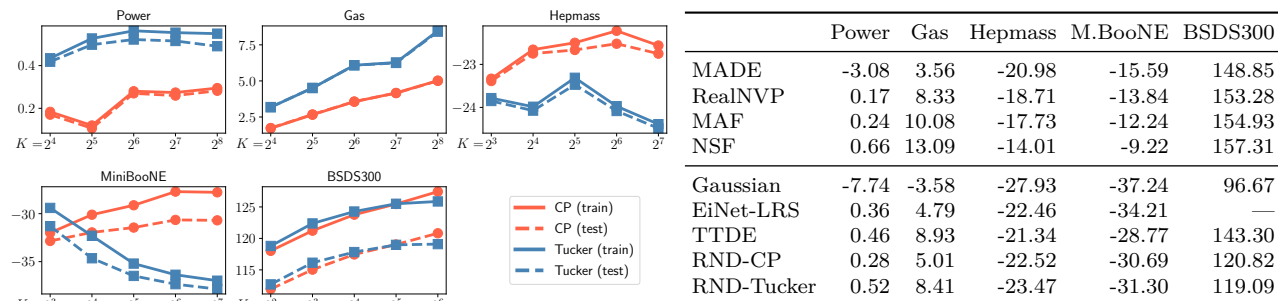 Power
Gas
Hepmass
0.4
0.2
7.5
5.0
2.5
−23
−24
K = 2^4 2^5 2^6 2^7 2^8
K = 2^4 2^5 2^6 2^7 2^8
K = 2^3 2^4 2^5 2^6 2^7
MiniBooNE
BSDS300
−30
−35
125
120
115
CP (train)
CP (test)
Tucker (train)
Tucker (test)
Power Gas Hepmass M.BooNE BSDS300
MADE -3.08 3.56 -20.98 -15.59 148.85
RealNVP 0.17 8.33 -18.71 -13.84 153.28
MAF 0.24 10.08 -17.73 -12.24 154.93
NSF 0.66 13.09 -14.01 -9.22 157.31
Gaussian -7.74 -3.58 -27.93 -37.24 96.67
EiNet-LRS 0.36 4.79 -22.46 -34.21 —
TTDE 0.46 8.93 -21.34 -28.77 143.30
RND-CP 0.28 5.01 -22.52 -30.69 120.82
RND-Tucker 0.52 8.41 -23.47 -31.30 119.09